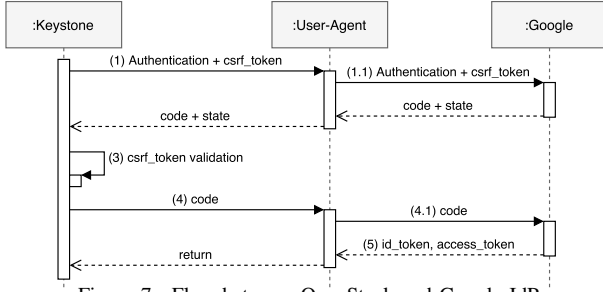 :Keystone
:User-Agent
:Google
(1) Authentication + csrf_token
(1.1) Authentication + csrf_token
code + state
code + state
(3) csrf_token validation
(4) code
(4.1) code
(5) id_token, access_token
return